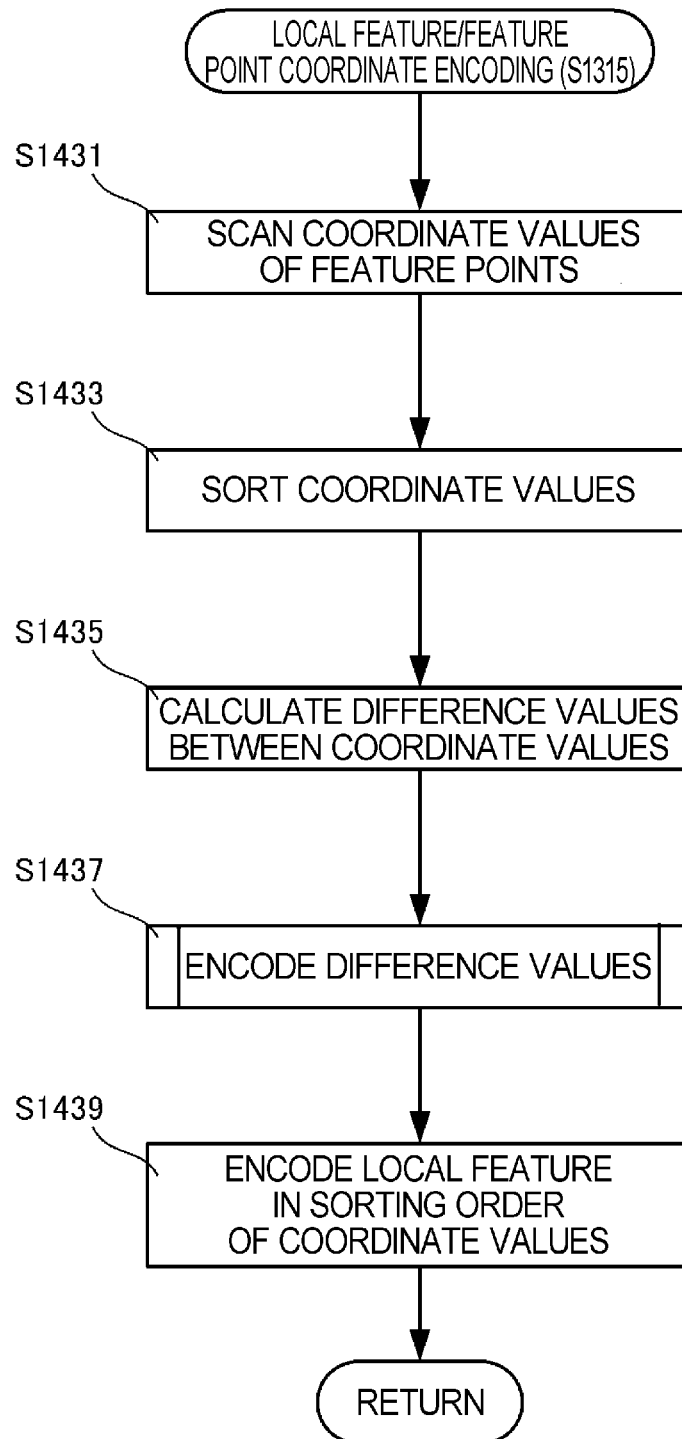 LOCAL FEATURE/FEATURE
POINT COORDINATE ENCODING (S1315)
S1431
SCAN COORDINATE VALUES
OF FEATURE POINTS
S1433
SORT COORDINATE VALUES
S1435
CALCULATE DIFFERENCE VALUES
BETWEEN COORDINATE VALUES
S1437
ENCODE DIFFERENCE VALUES
S1439
ENCODE LOCAL FEATURE
IN SORTING ORDER
OF COORDINATE VALUES
RETURN